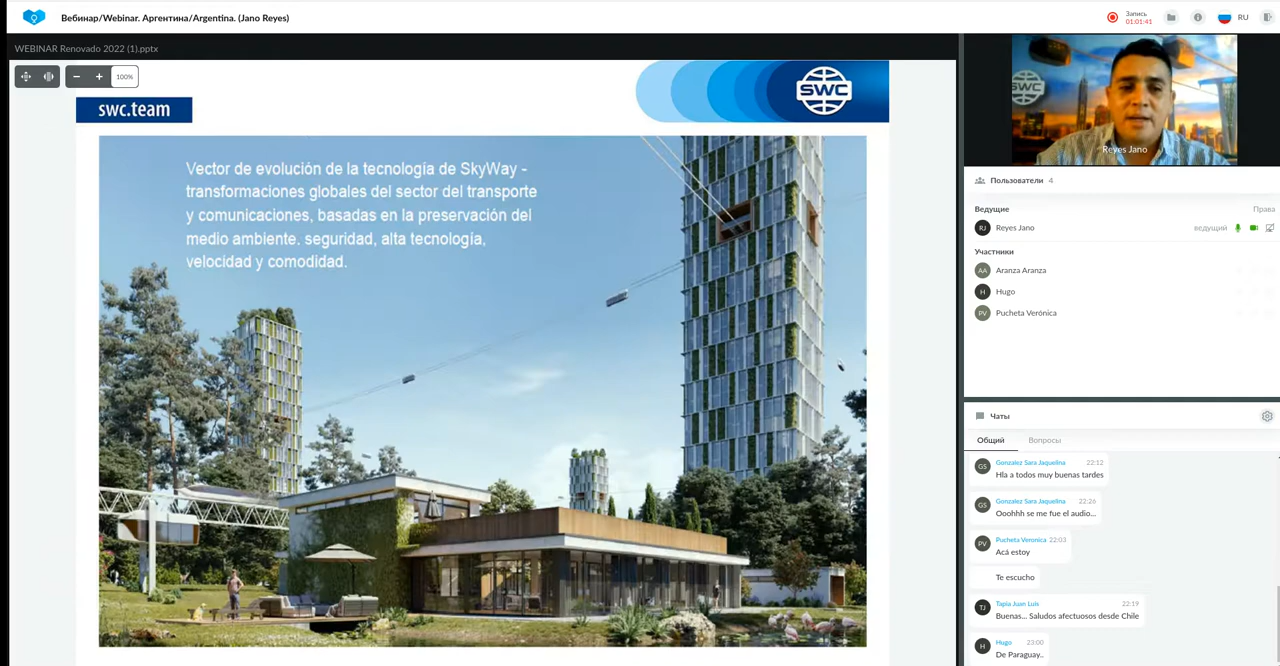 Вебинар/Webinar. Аргентина/Argentina. (Jano Reyes)
Запись
01:01:41
RU
WEBINAR Renovado 2022 (1).pptx
100%
swc.team
SWC
Vector de evolución de la tecnología de SkyWay -
transformaciones globales del sector del transporte
y comunicaciones, basadas en la preservación del
medio ambiente. seguridad, alta tecnología,
velocidad y comodidad.
SWC
Reyes Jano
Пользователи 4
Ведущие
Права
RJ
Reyes Jano
ведущий
Участники
AA
Aranza Aranza
H
Hugo
PV
Pucheta Verónica
Чаты
Общий
Вопросы
GS
Gonzalez Sara Jaquelina 22:12
Hla a todos muy buenas tardes
GS
Gonzalez Sara Jaquelina 22:26
Ooohhh se me fue el audio...
PV
Pucheta Veronica 22:03
Acá estoy
Te escucho
TJ
Tapia Juan Luis 22:19
Buenas... Saludos afectuosos desde Chile
H
Hugo 23:00
De Paraguay..